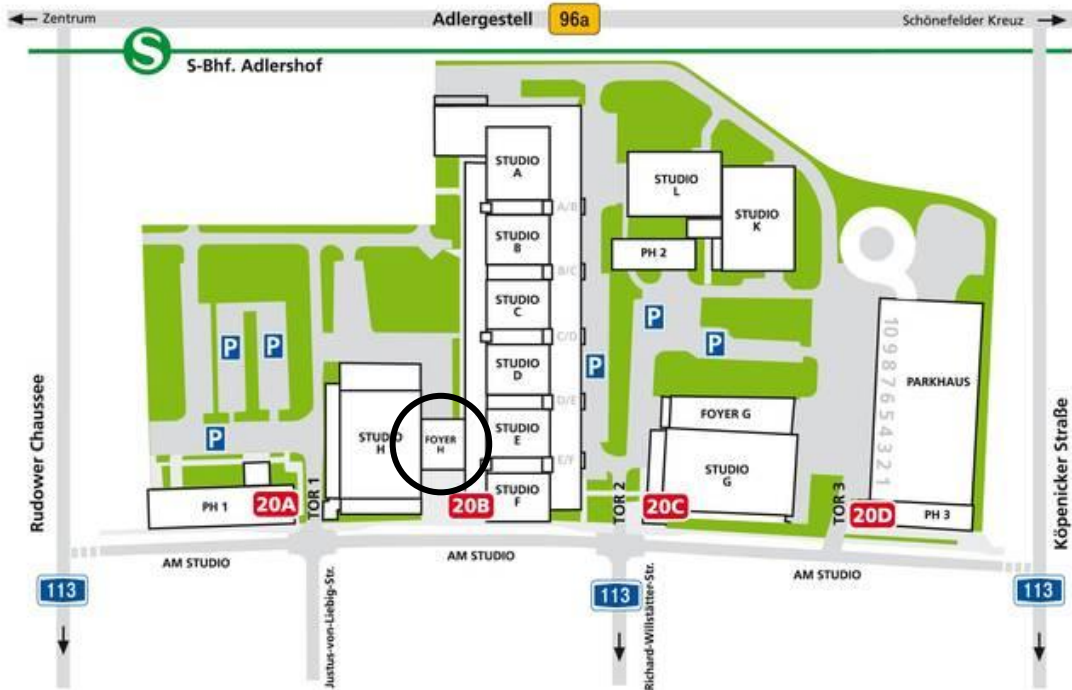 Zentrum
Adlergestell
96a
Schönefelder Kreuz
S
S-Bhf. Adlershof
STUDIO
A
A/B
STUDIO
B
B/C
STUDIO
C
C/D
STUDIO
D
D/E
STUDIO
E
E/F
STUDIO
F
STUDIO
L
STUDIO
K
PH 2
P
P
P
P
P
P
10 9 8 7 6 5 4 3 2 1
PARKHAUS
Rudower Chaussee
Köpenicker Straße
STUDIO
H
FOYER
H
FOYER G
STUDIO
G
PH 1
20A
TOR 1
20B
TOR 2
20C
TOR 3
20D
PH 3
AM STUDIO
AM STUDIO
AM STUDIO
113
Justus-von-Liebig-Str.
113
Richard-Willstätter-Str.
113